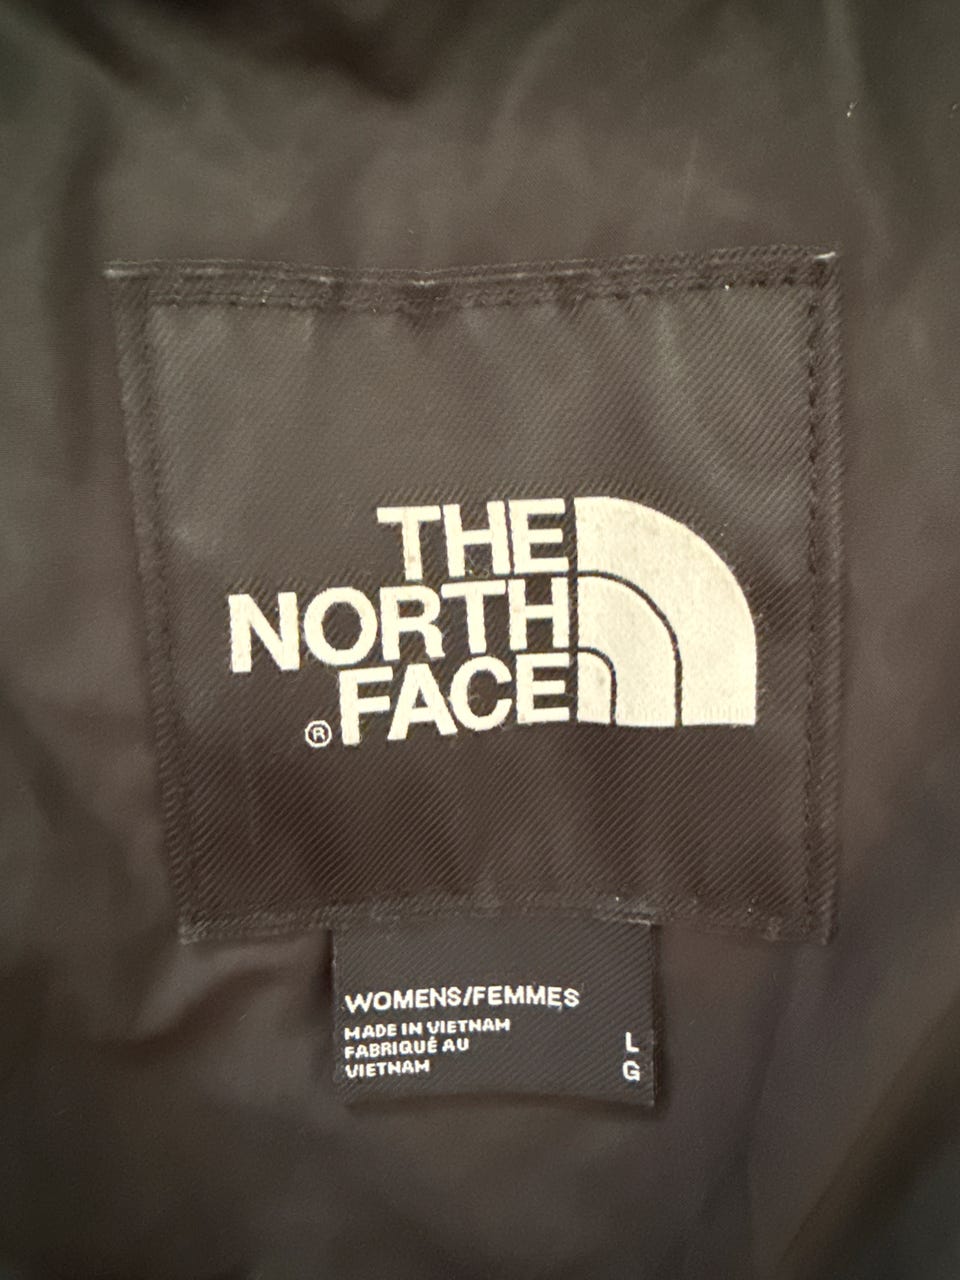 THE
NORTH
FACE
®
WOMENS/FEMMES
MADE IN VIETNAM
FABRIQUÉ AU
VIETNAM
L
G